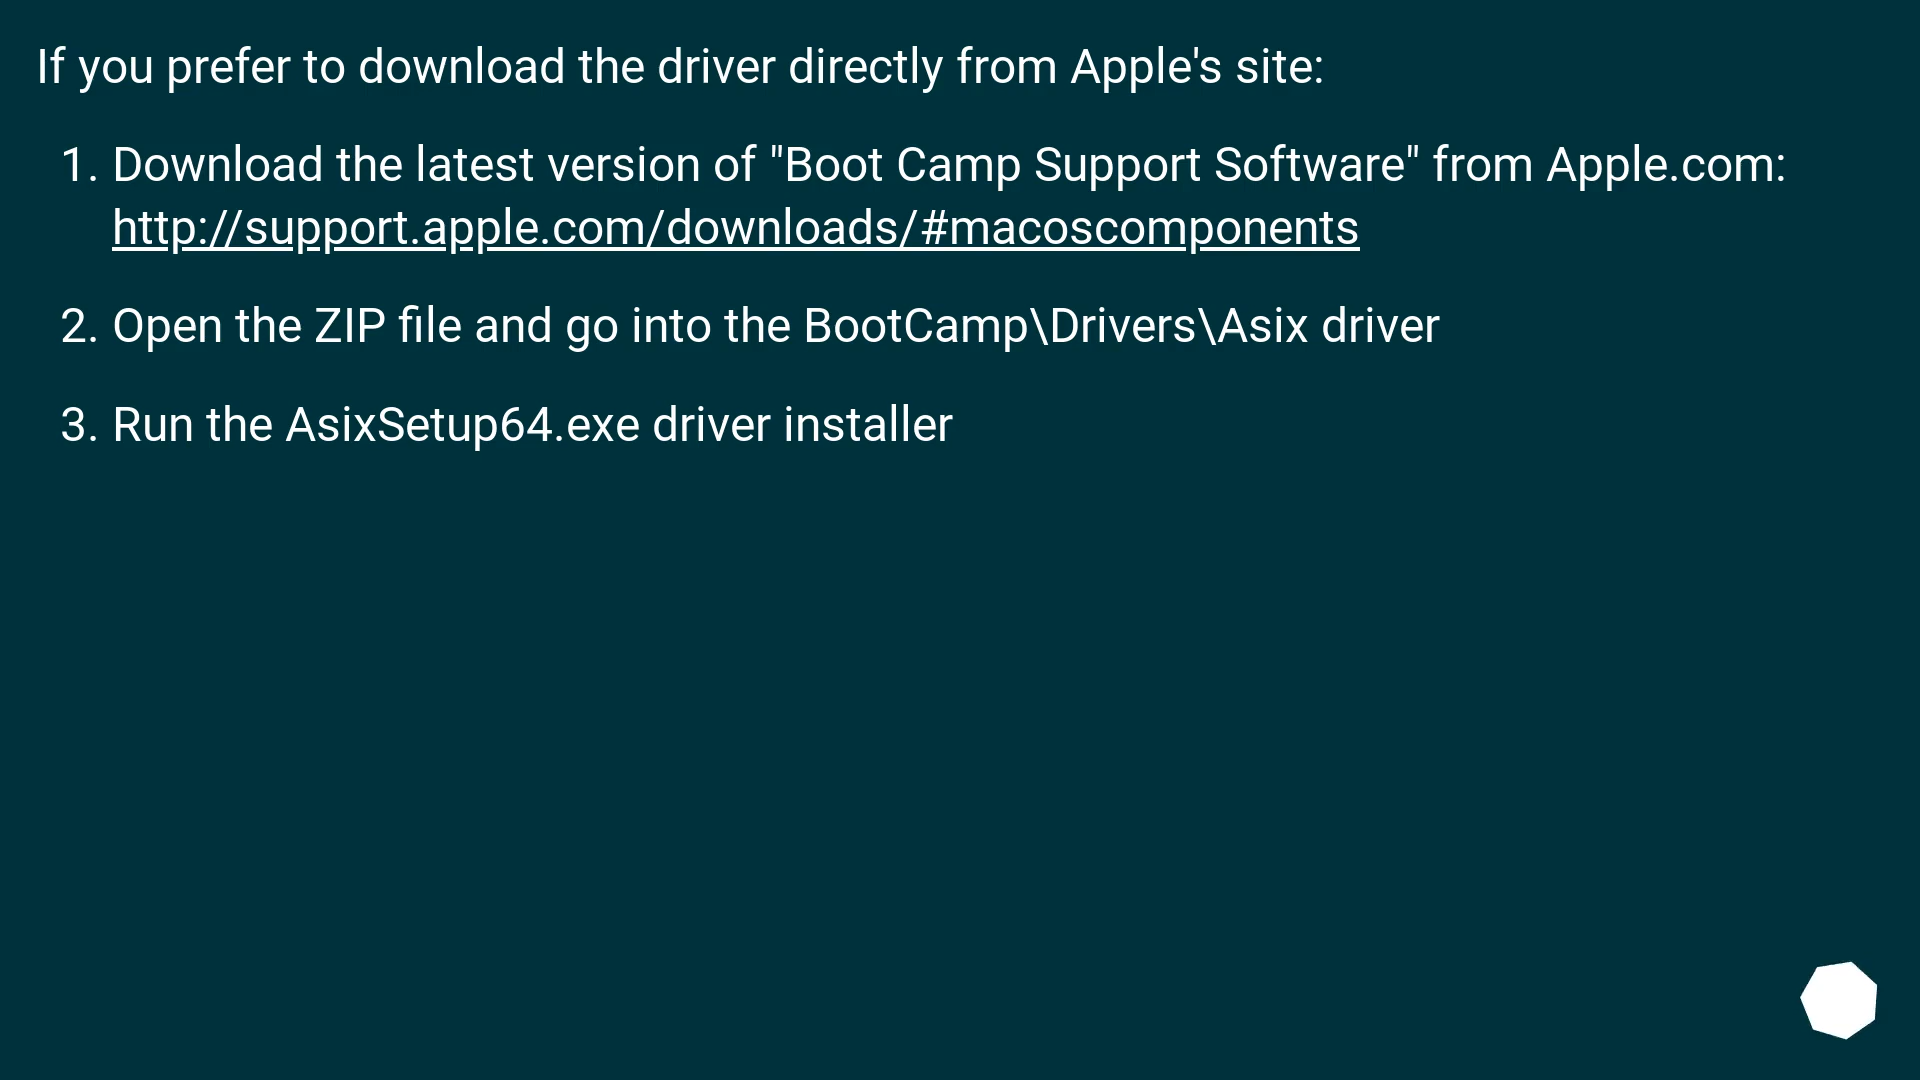 If you prefer to download the driver directly from Apple's site:
1. Download the latest version of "Boot Camp Support Software" from Apple.com:
http://support.apple.com/downloads/#macoscomponents
2. Open the ZIP file and go into the BootCamp\Drivers\Asix driver
3. Run the AsixSetup64.exe driver installer